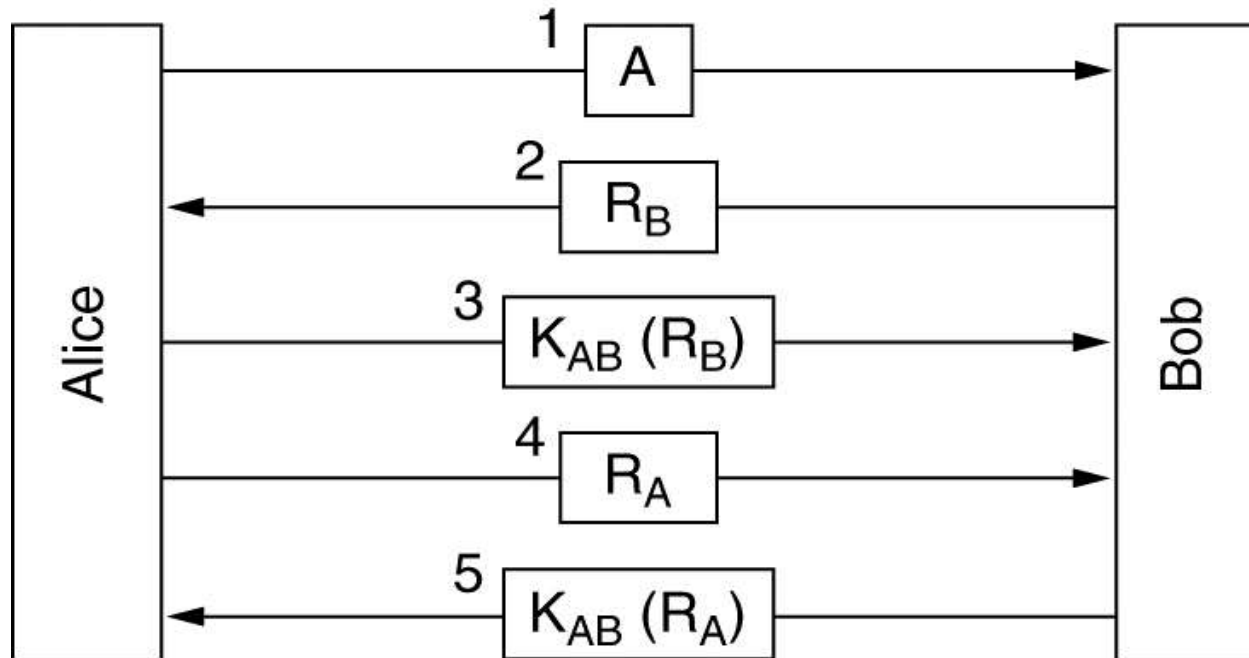 1 A
2 R_B
3 K_AB (R_B)
4 R_A
5 K_AB (R_A)
Alice
Bob